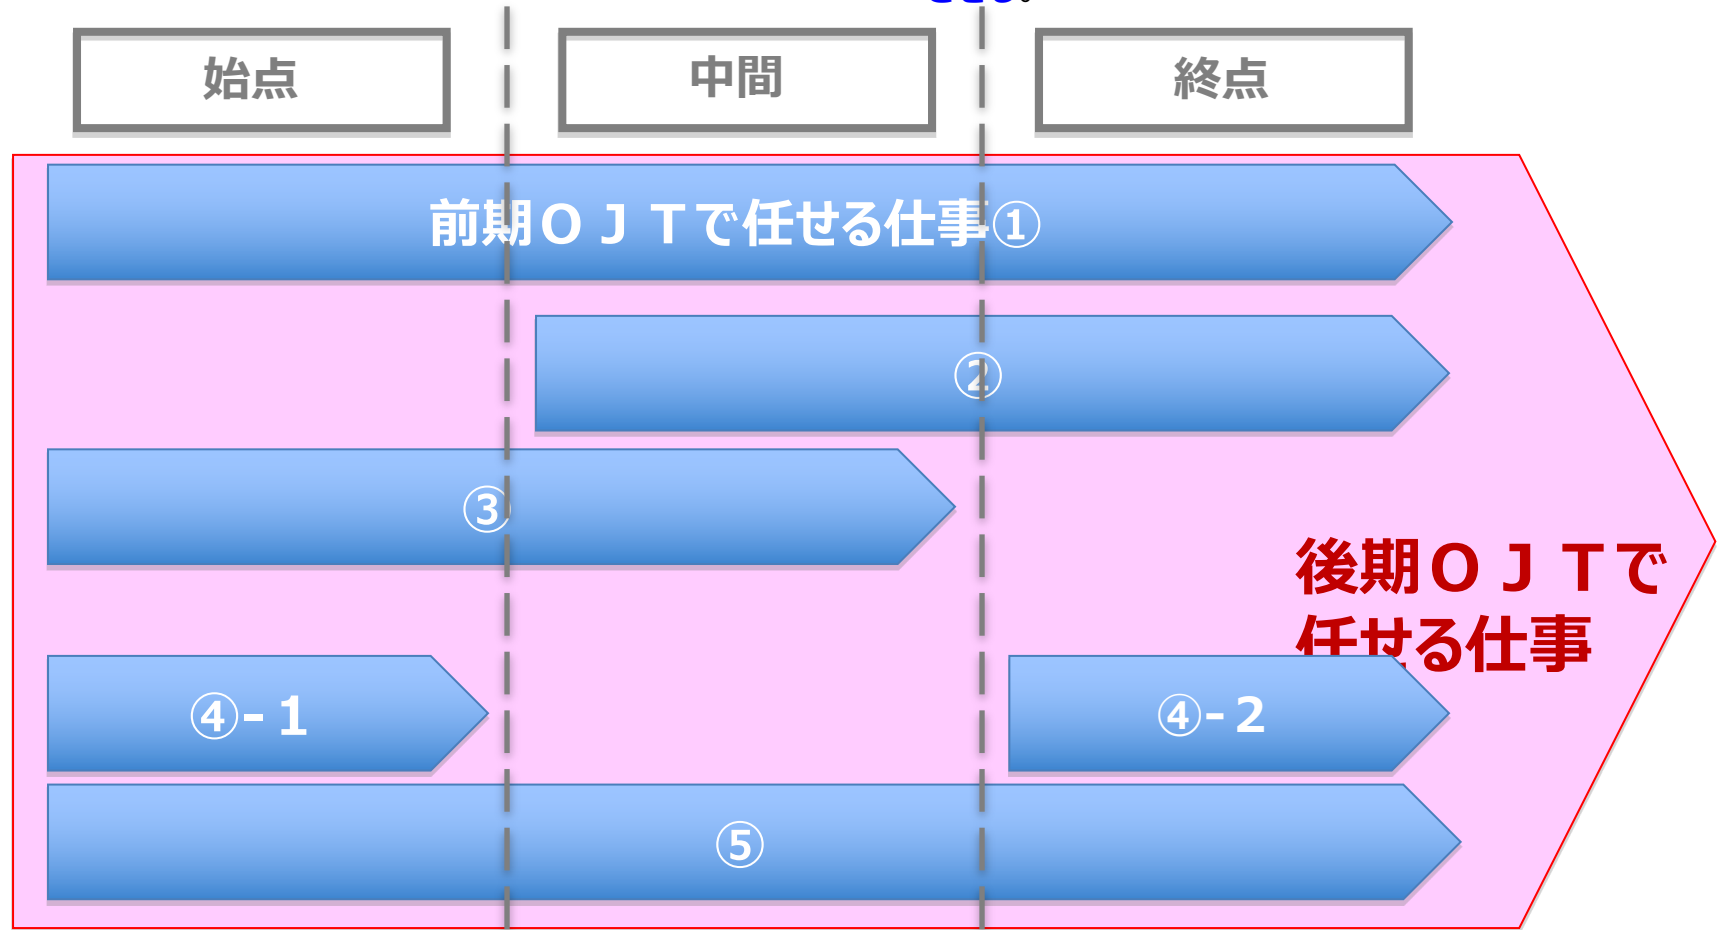 始点
中間
終点
前期ＯＪＴで任せる仕事①
②
③
後期ＯＪＴで
任せる仕事
④-１
④-２
⑤